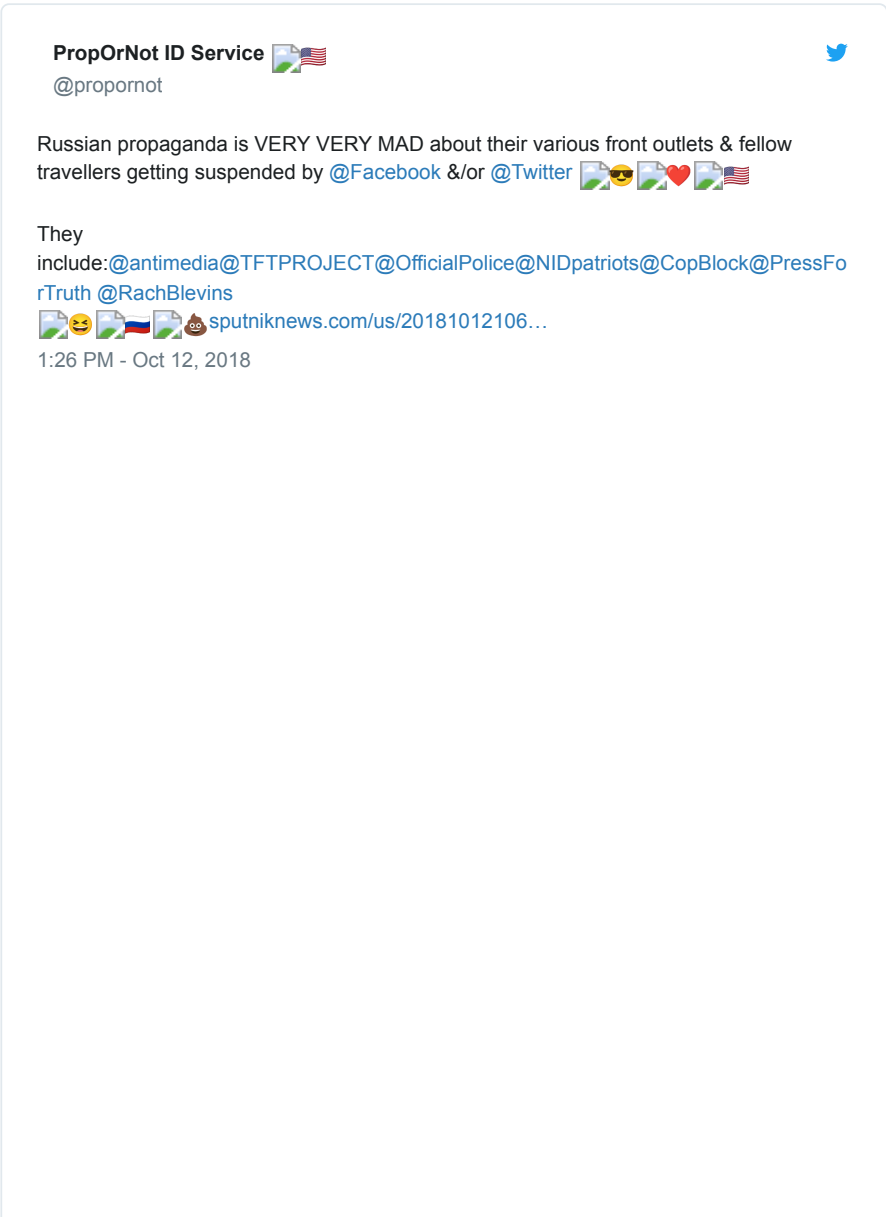 PropOrNot ID Service 🇺🇸
@propornot
Russian propaganda is VERY VERY MAD about their various front outlets & fellow
travellers getting suspended by @Facebook &/or @Twitter 😎 ❤️ 🇺🇸
They
include:@antimedia@TFTPROJECT@OfficialPolice@NIDpatriots@CopBlock@PressFo
rTruth @RachBlevins
😆 🇷🇺 💩 sputniknews.com/us/20181012106…
1:26 PM - Oct 12, 2018